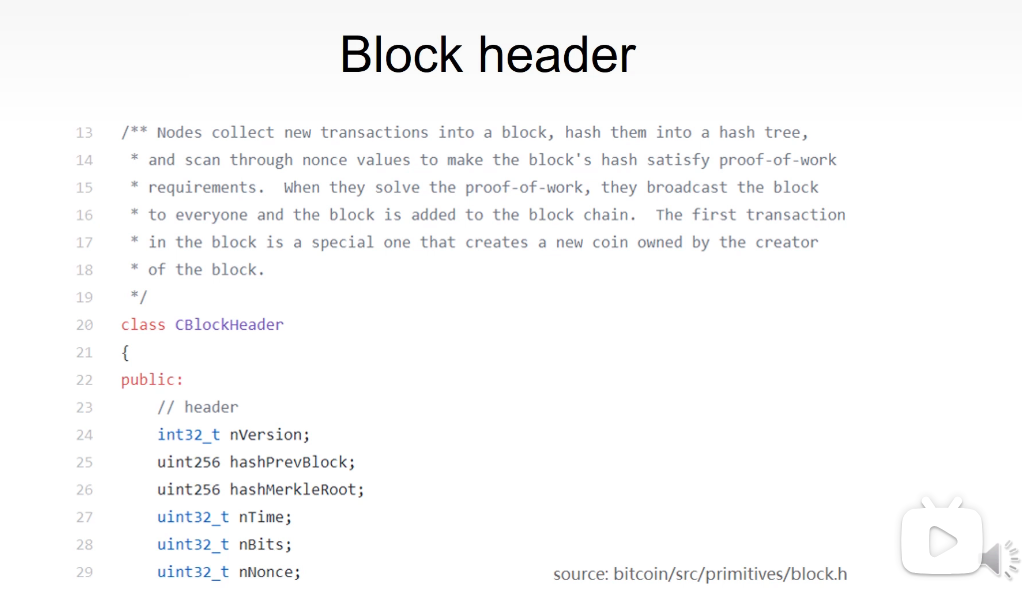 Block header
13 /** Nodes collect new transactions into a block, hash them into a hash tree,
14 * and scan through nonce values to make the block's hash satisfy proof-of-work
15 * requirements.  When they solve the proof-of-work, they broadcast the block
16 * to everyone and the block is added to the block chain.  The first transaction
17 * in the block is a special one that creates a new coin owned by the creator
18 * of the block.
19 */
20 class CBlockHeader
21 {
22 public:
23 // header
24 int32_t nVersion;
25 uint256 hashPrevBlock;
26 uint256 hashMerkleRoot;
27 uint32_t nTime;
28 uint32_t nBits;
29 uint32_t nNonce;
source: bitcoin/src/primitives/block.h